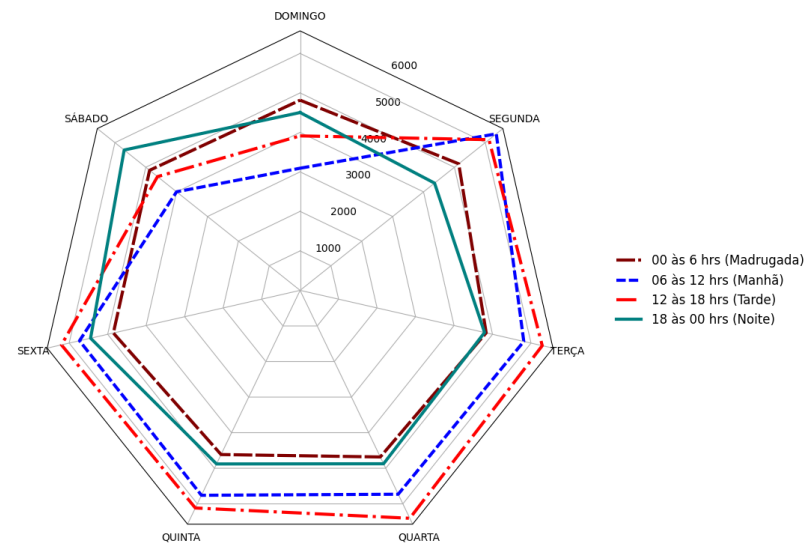 DOMINGO
6000
5000
SÁBADO
SEGUNDA
4000
3000
2000
1000
00 às 6 hrs (Madrugada)
06 às 12 hrs (Manhã)
12 às 18 hrs (Tarde)
18 às 00 hrs (Noite)
SEXTA
TERÇA
QUINTA
QUARTA